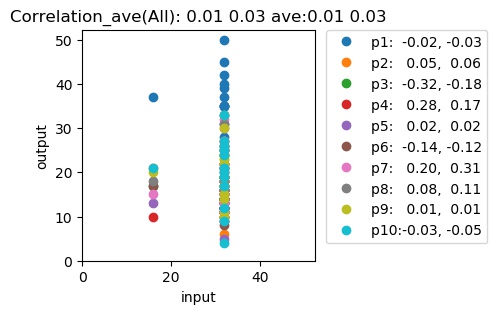 Correlation_ave(All): 0.01 0.03 ave:0.01 0.03
50
40
30
20
10
0
output
0 20 40
input
p1: -0.02, -0.03
p2: 0.05, 0.06
p3: -0.32, -0.18
p4: 0.28, 0.17
p5: 0.02, 0.02
p6: -0.14, -0.12
p7: 0.20, 0.31
p8: 0.08, 0.11
p9: 0.01, 0.01
p10:-0.03, -0.05